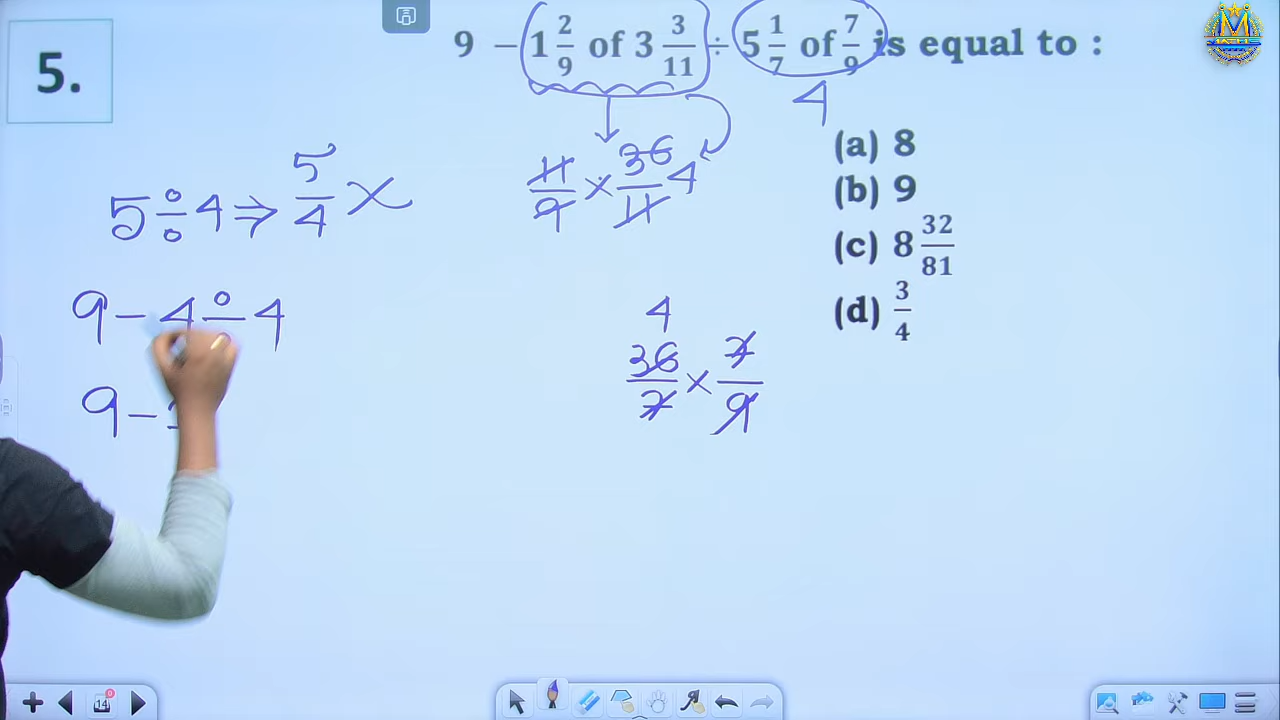 5.
9 − 1 2/9 of 3 3/11 ÷ 5 1/7 of 7/9 is equal to :
4
(a) 8
(b) 9
(c) 8 32/81
(d) 3/4
11/9 × 36/11 4
5 ÷ 4 ⇒ 5/4 ×
9 − 4 ÷ 4
9 −
4
36/7 × 7/9
14